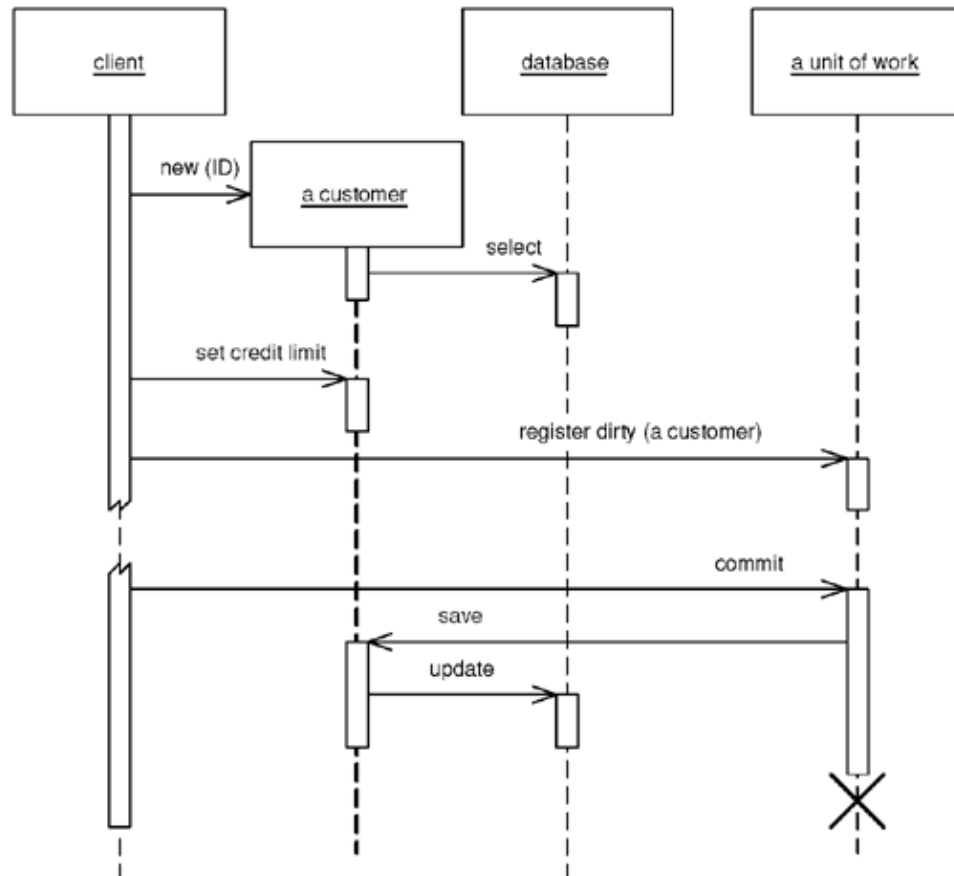 client
database
a unit of work
new (ID)
a customer
select
set credit limit
register dirty (a customer)
commit
save
update